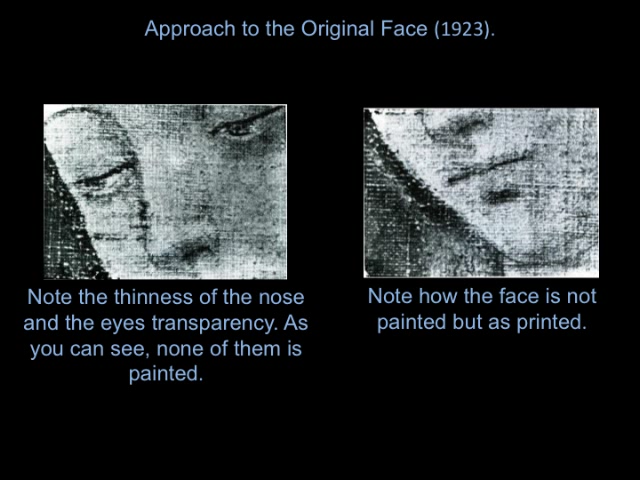 Approach to the Original Face (1923).
Note the thinness of the nose
and the eyes transparency. As
you can see, none of them is
painted.
Note how the face is not
painted but as printed.